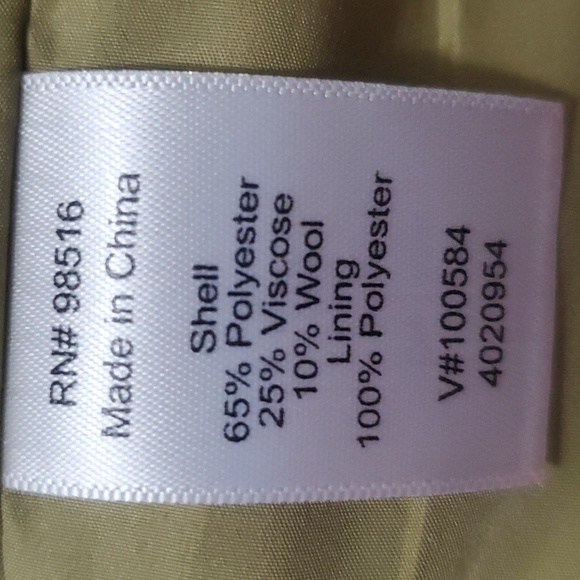 RN# 98516
Made in China
Shell
65% Polyester
25% Viscose
10% Wool
Lining
100% Polyester
V#100584
4020954